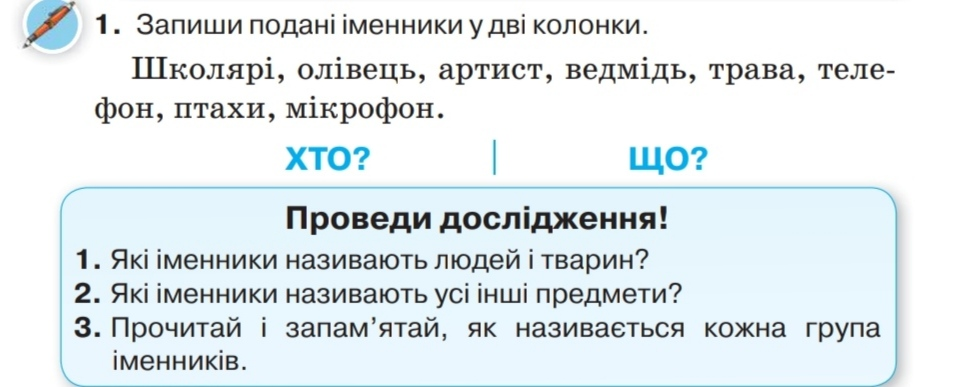 1. Запиши подані іменники у дві колонки.
Школярі, олівець, артист, ведмідь, трава, теле-
фон, птахи, мікрофон.
ХТО? | ЩО?
Проведи дослідження!
1. Які іменники називають людей і тварин?
2. Які іменники називають усі інші предмети?
3. Прочитай і запам’ятай, як називається кожна група
іменників.